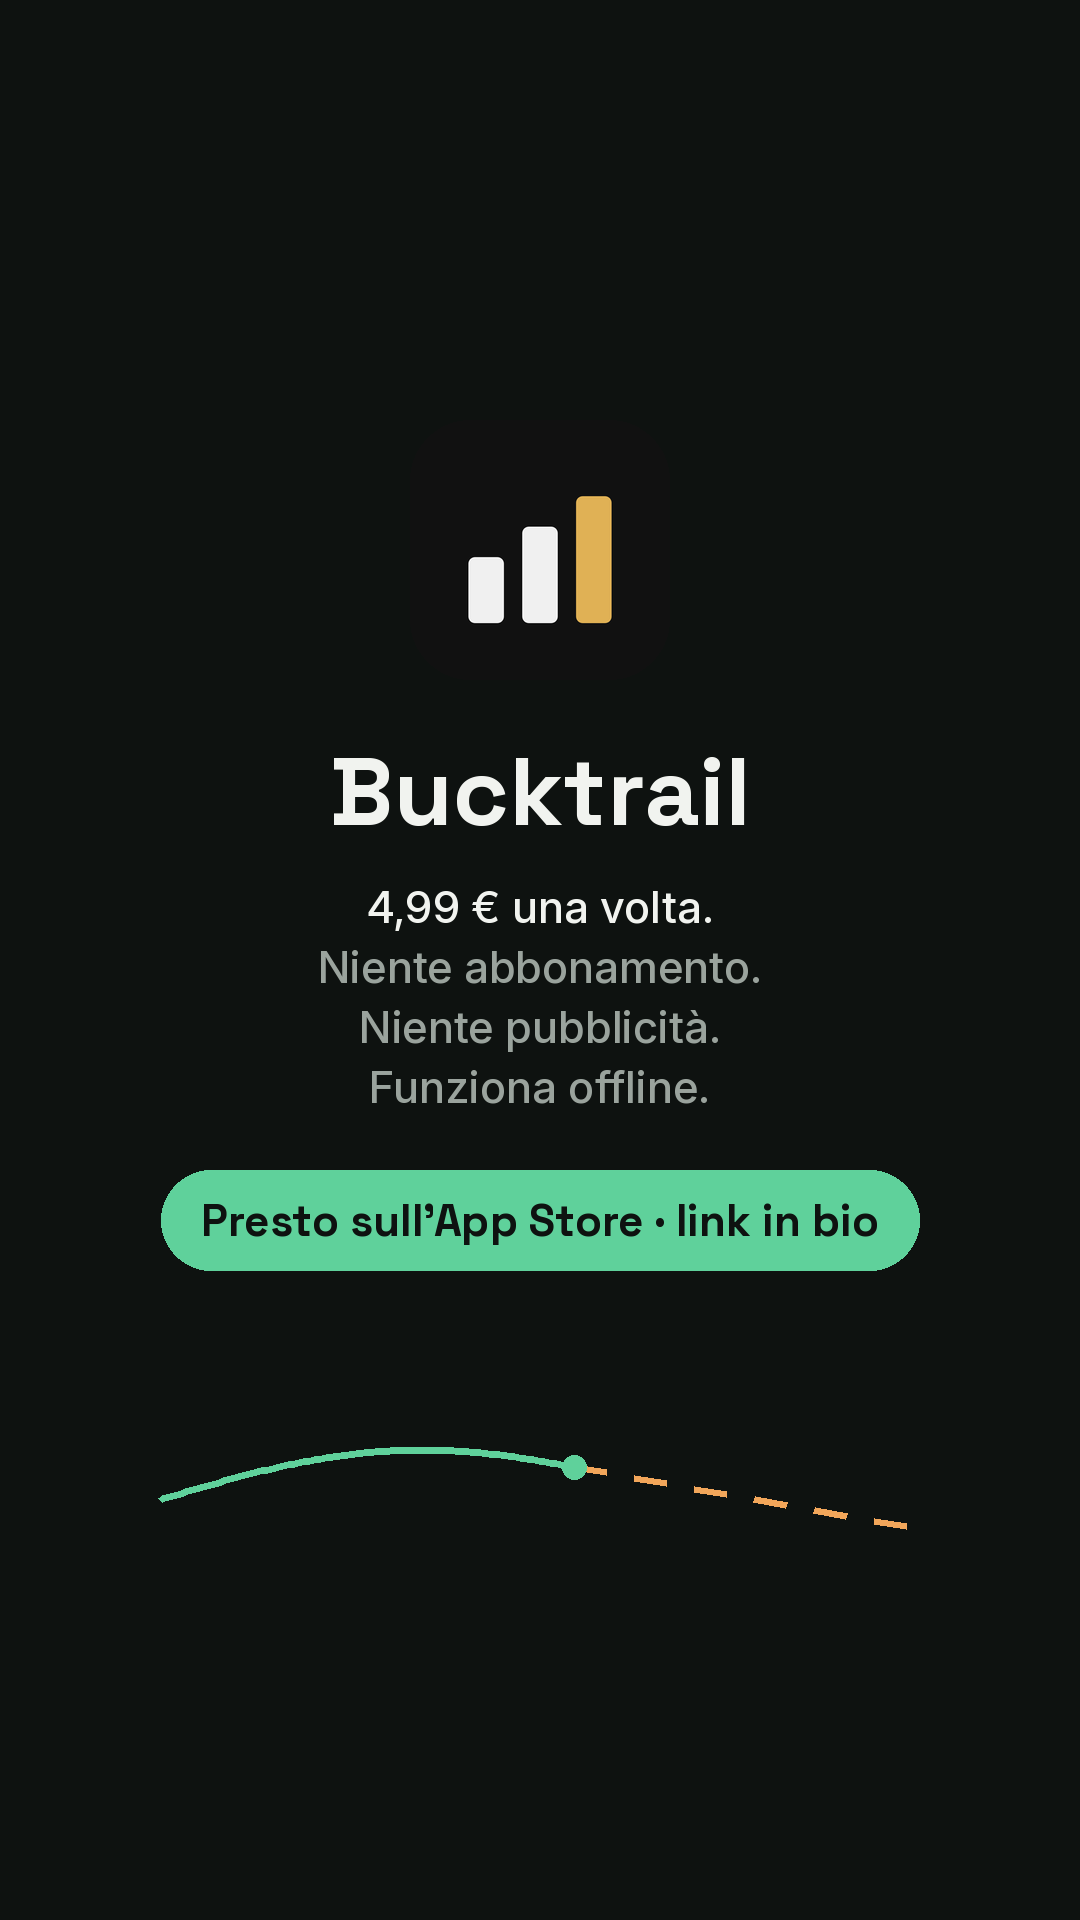 Bucktrail
4,99 € una volta.
Niente abbonamento.
Niente pubblicità.
Funziona offline.
Presto sull’App Store · link in bio